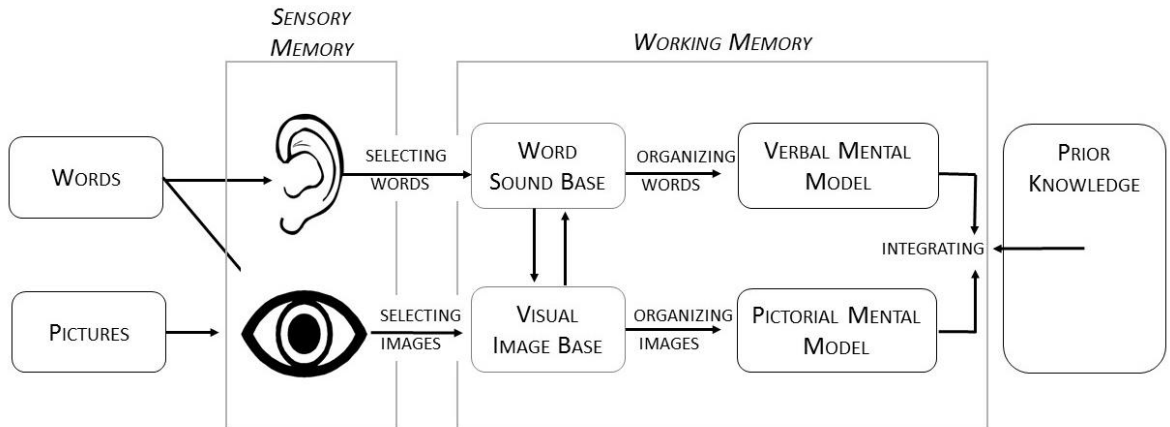 SENSORY
MEMORY
WORKING MEMORY
WORDS
SELECTING
WORDS
WORD
SOUND BASE
ORGANIZING
WORDS
VERBAL MENTAL
MODEL
PRIOR
KNOWLEDGE
INTEGRATING
PICTURES
SELECTING
IMAGES
VISUAL
IMAGE BASE
ORGANIZING
IMAGES
PICTORIAL MENTAL
MODEL